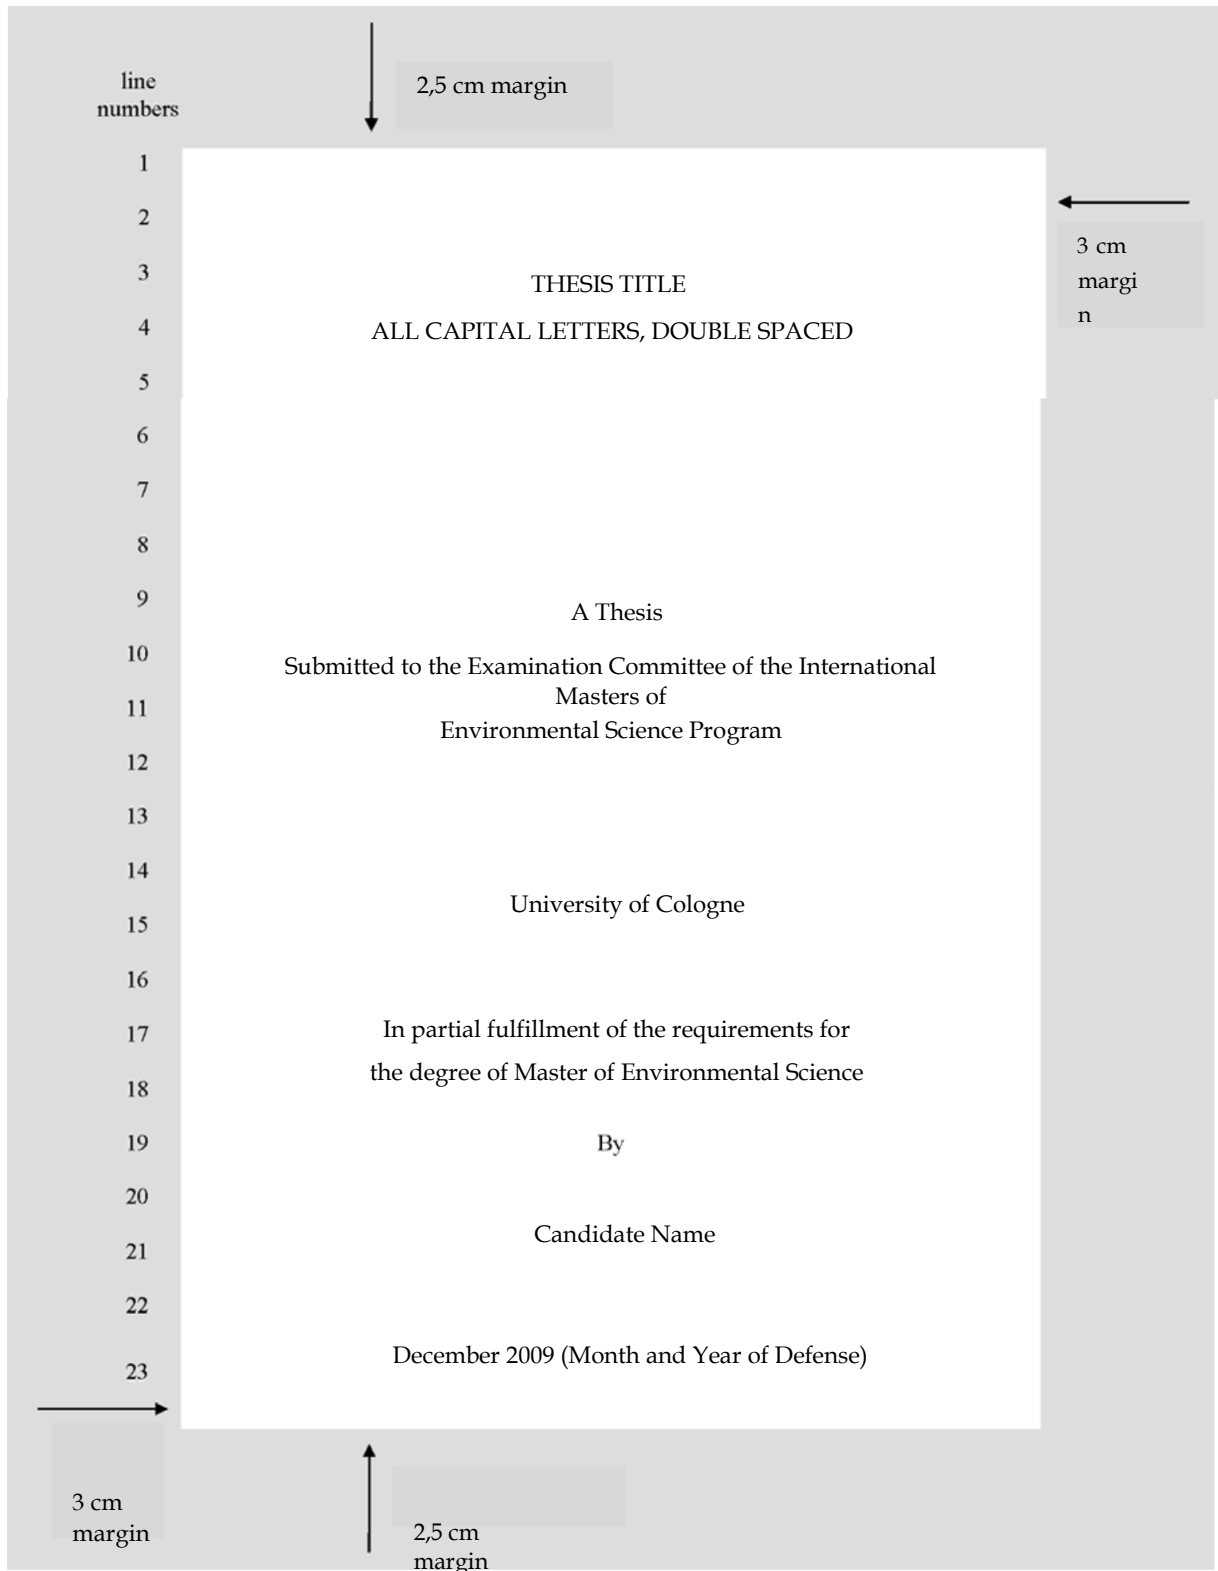 line
numbers
2,5 cm margin
1
2
3 cm
margi
n
3
THESIS TITLE
4
ALL CAPITAL LETTERS, DOUBLE SPACED
5
6
7
8
9
A Thesis
10
Submitted to the Examination Committee of the International
Masters of
11
Environmental Science Program
12
13
14
University of Cologne
15
16
17
In partial fulfillment of the requirements for
the degree of Master of Environmental Science
18
19
By
20
Candidate Name
21
22
December 2009 (Month and Year of Defense)
23
3 cm
margin
2,5 cm
margin